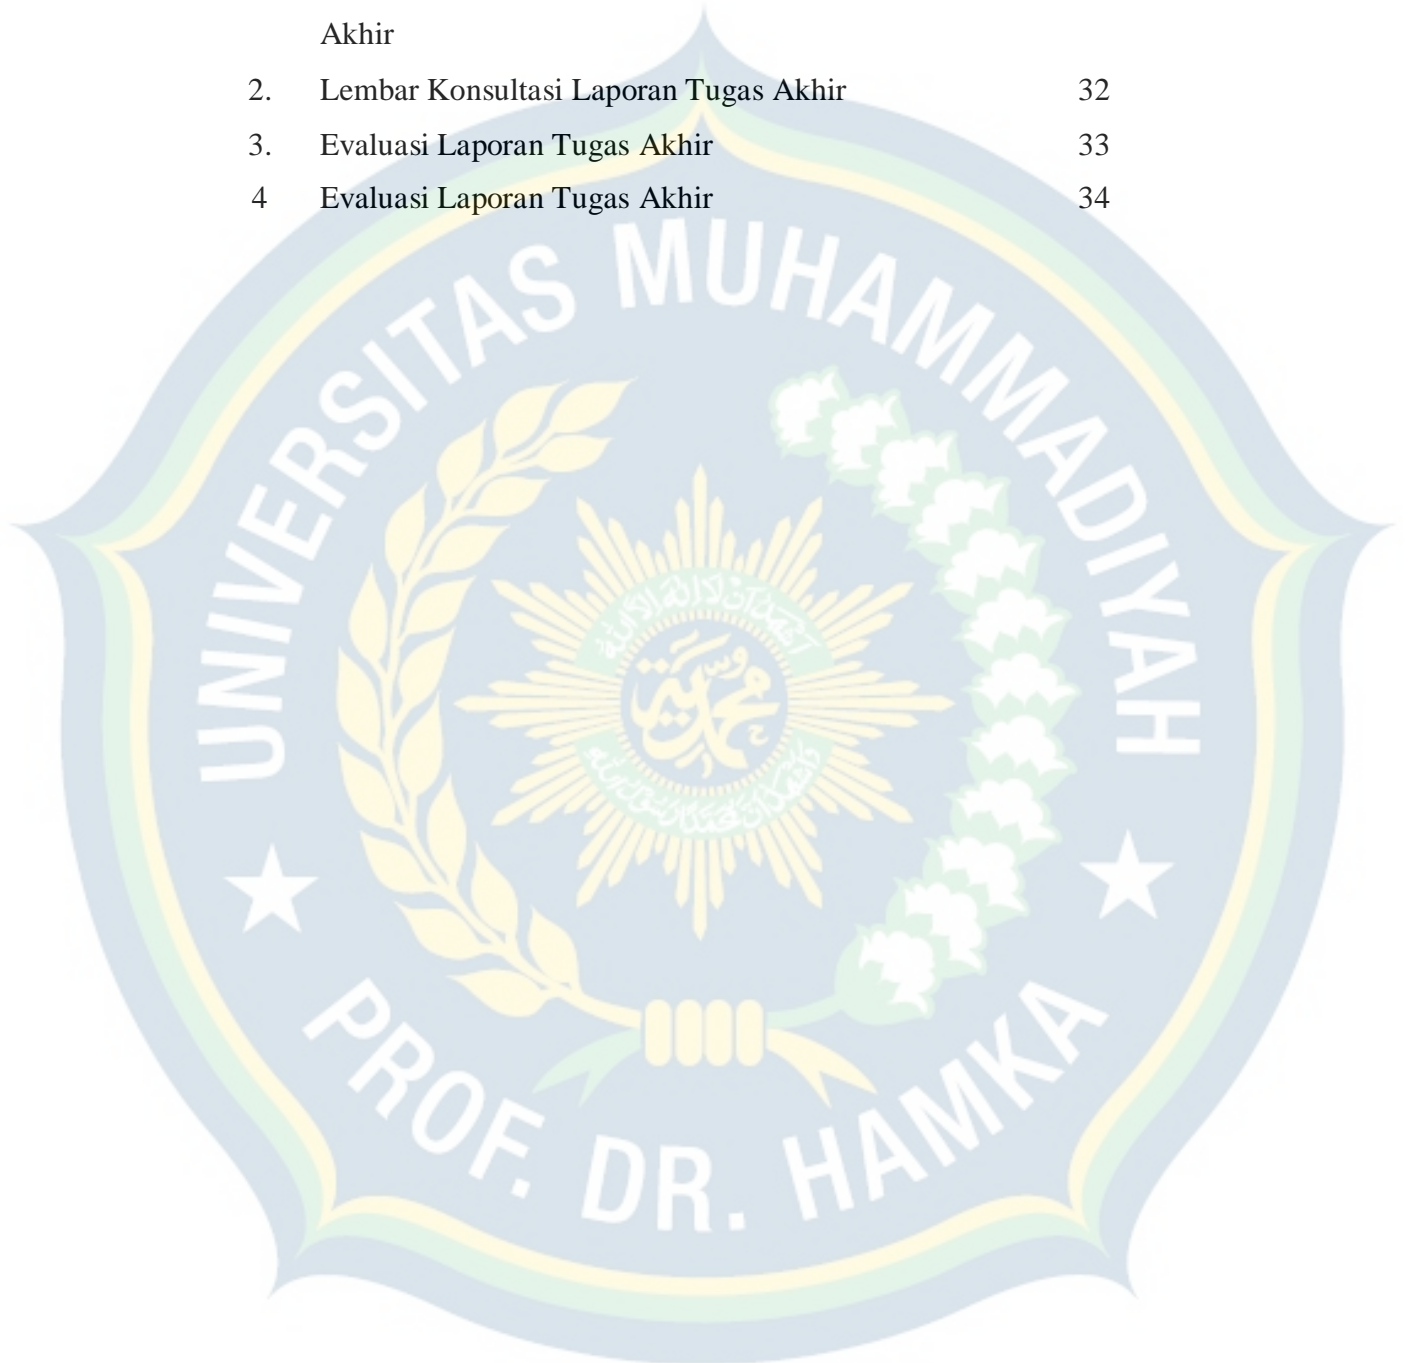 Akhir
2. Lembar Konsultasi Laporan Tugas Akhir 32
3. Evaluasi Laporan Tugas Akhir 33
4 Evaluasi Laporan Tugas Akhir 34
UNIVERSITAS MUHAMMADIYAH
محمدية
PROF. DR. HAMKA